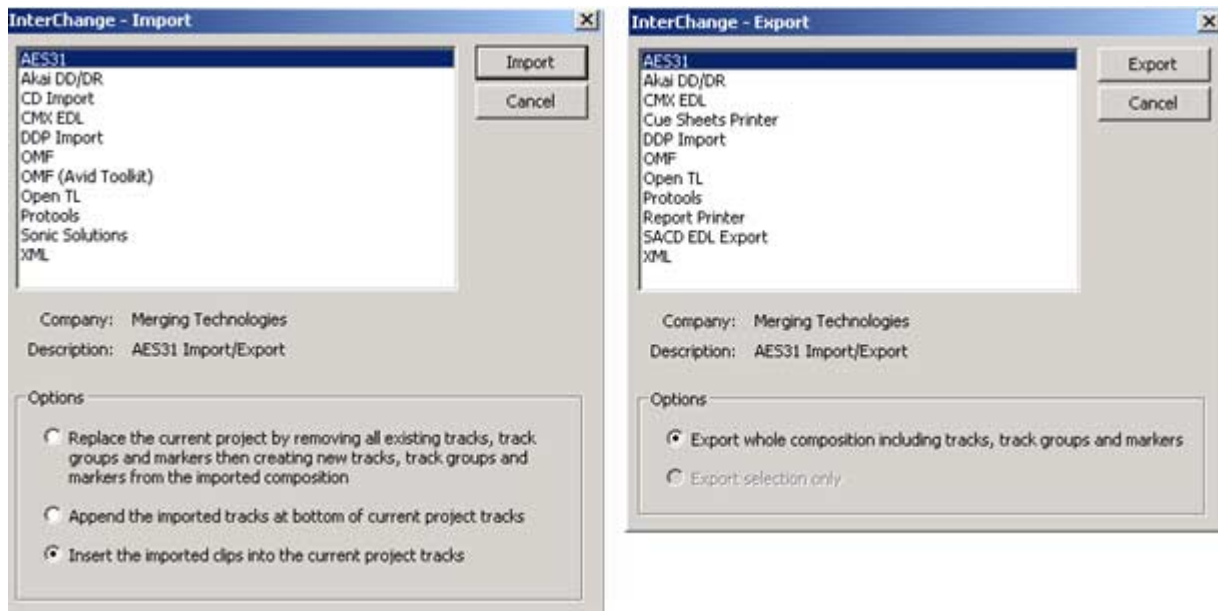 InterChange - Import
AES31
Akai DD/DR
CD Import
CMX EDL
DDP Import
OMF
OMF (Avid Toolkit)
Open TL
Protools
Sonic Solutions
XML
Import
Cancel
Company: Merging Technologies
Description: AES31 Import/Export
Options
Replace the current project by removing all existing tracks, track
groups and markers then creating new tracks, track groups and
markers from the imported composition
Append the imported tracks at bottom of current project tracks
Insert the imported clips into the current project tracks
InterChange - Export
AES31
Akai DD/DR
CMX EDL
Cue Sheets Printer
DDP Import
OMF
Open TL
Protools
Report Printer
SACD EDL Export
XML
Export
Cancel
Company: Merging Technologies
Description: AES31 Import/Export
Options
Export whole composition including tracks, track groups and markers
Export selection only